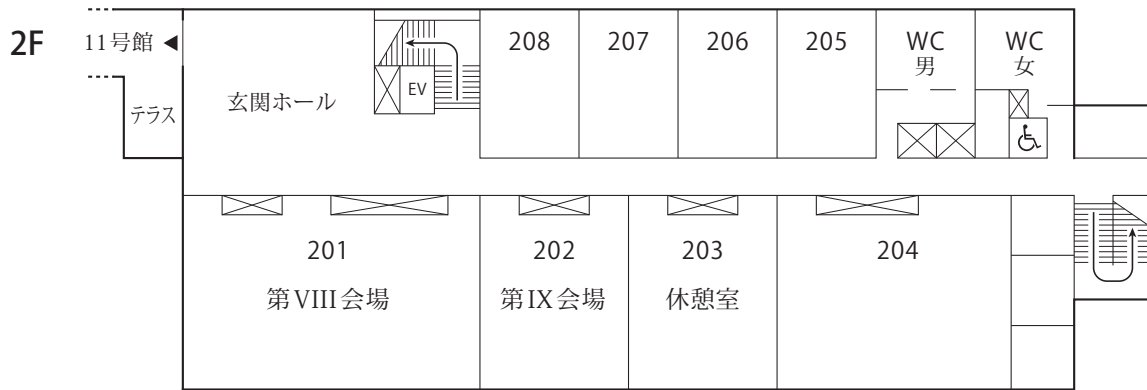 2F
11号館
テラス
玄関ホール
EV
208
207
206
205
WC
男
WC
女
201
第VIII会場
202
第IX会場
203
休憩室
204